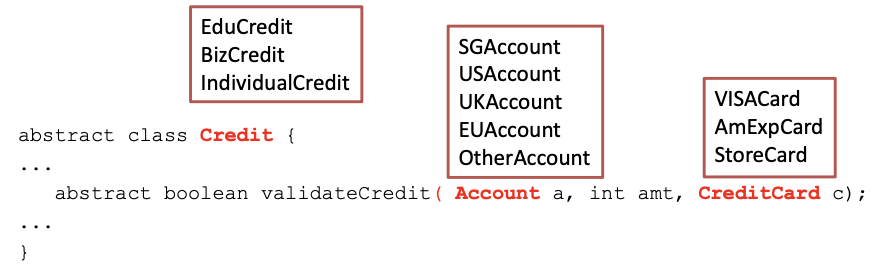 EduCredit
BizCredit
IndividualCredit
SGAccount
USAccount
UKAccount
EUAccount
OtherAccount
VISACard
AmExpCard
StoreCard
abstract class Credit {
...
abstract boolean validateCredit( Account a, int amt, CreditCard c);
...
}